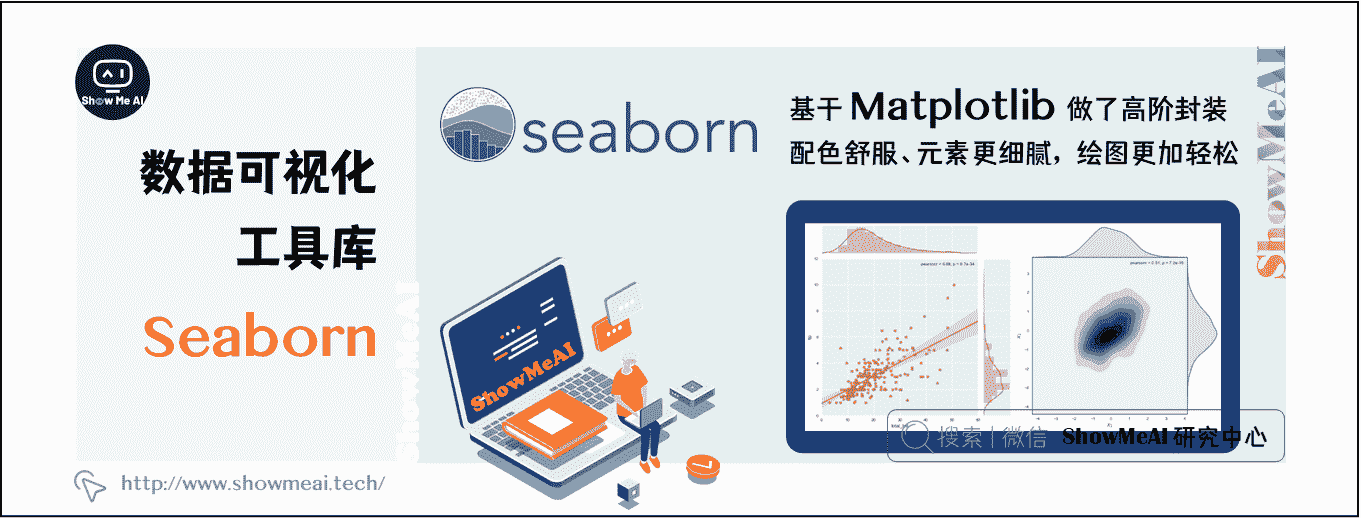 Show Me AI
数据可视化
工具库
Seaborn
http://www.showmeai.tech/
ShowMeAI
seaborn
基于 Matplotlib 做了高阶封装
配色舒服、元素更细腻，绘图更加轻松
ShowMeAI
ShowMeAI
搜索 | 微信 ShowMeAI 研究中心